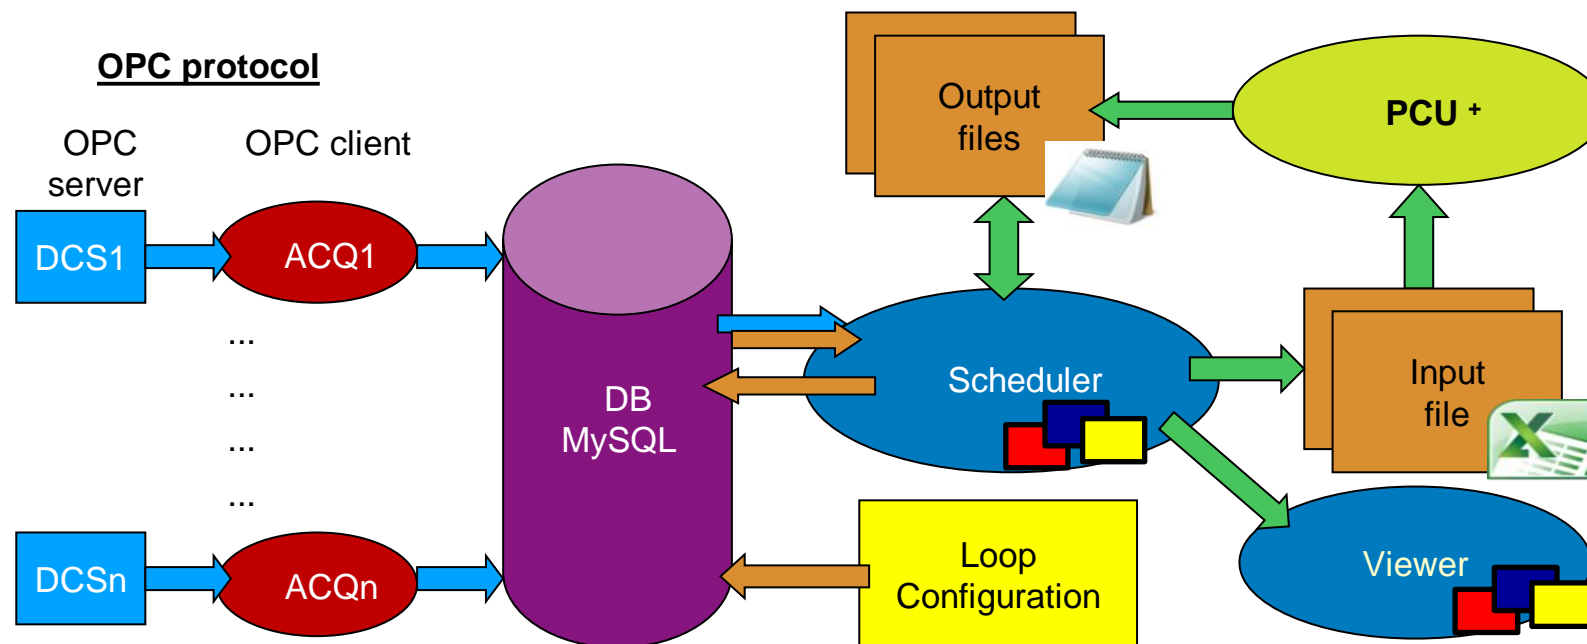 OPC protocol
OPC
server
OPC client
DCS1
ACQ1
...
...
...
...
DCSn
ACQn
DB
MySQL
Output
files
PCU +
Scheduler
Input
file
X
Loop
Configuration
Viewer